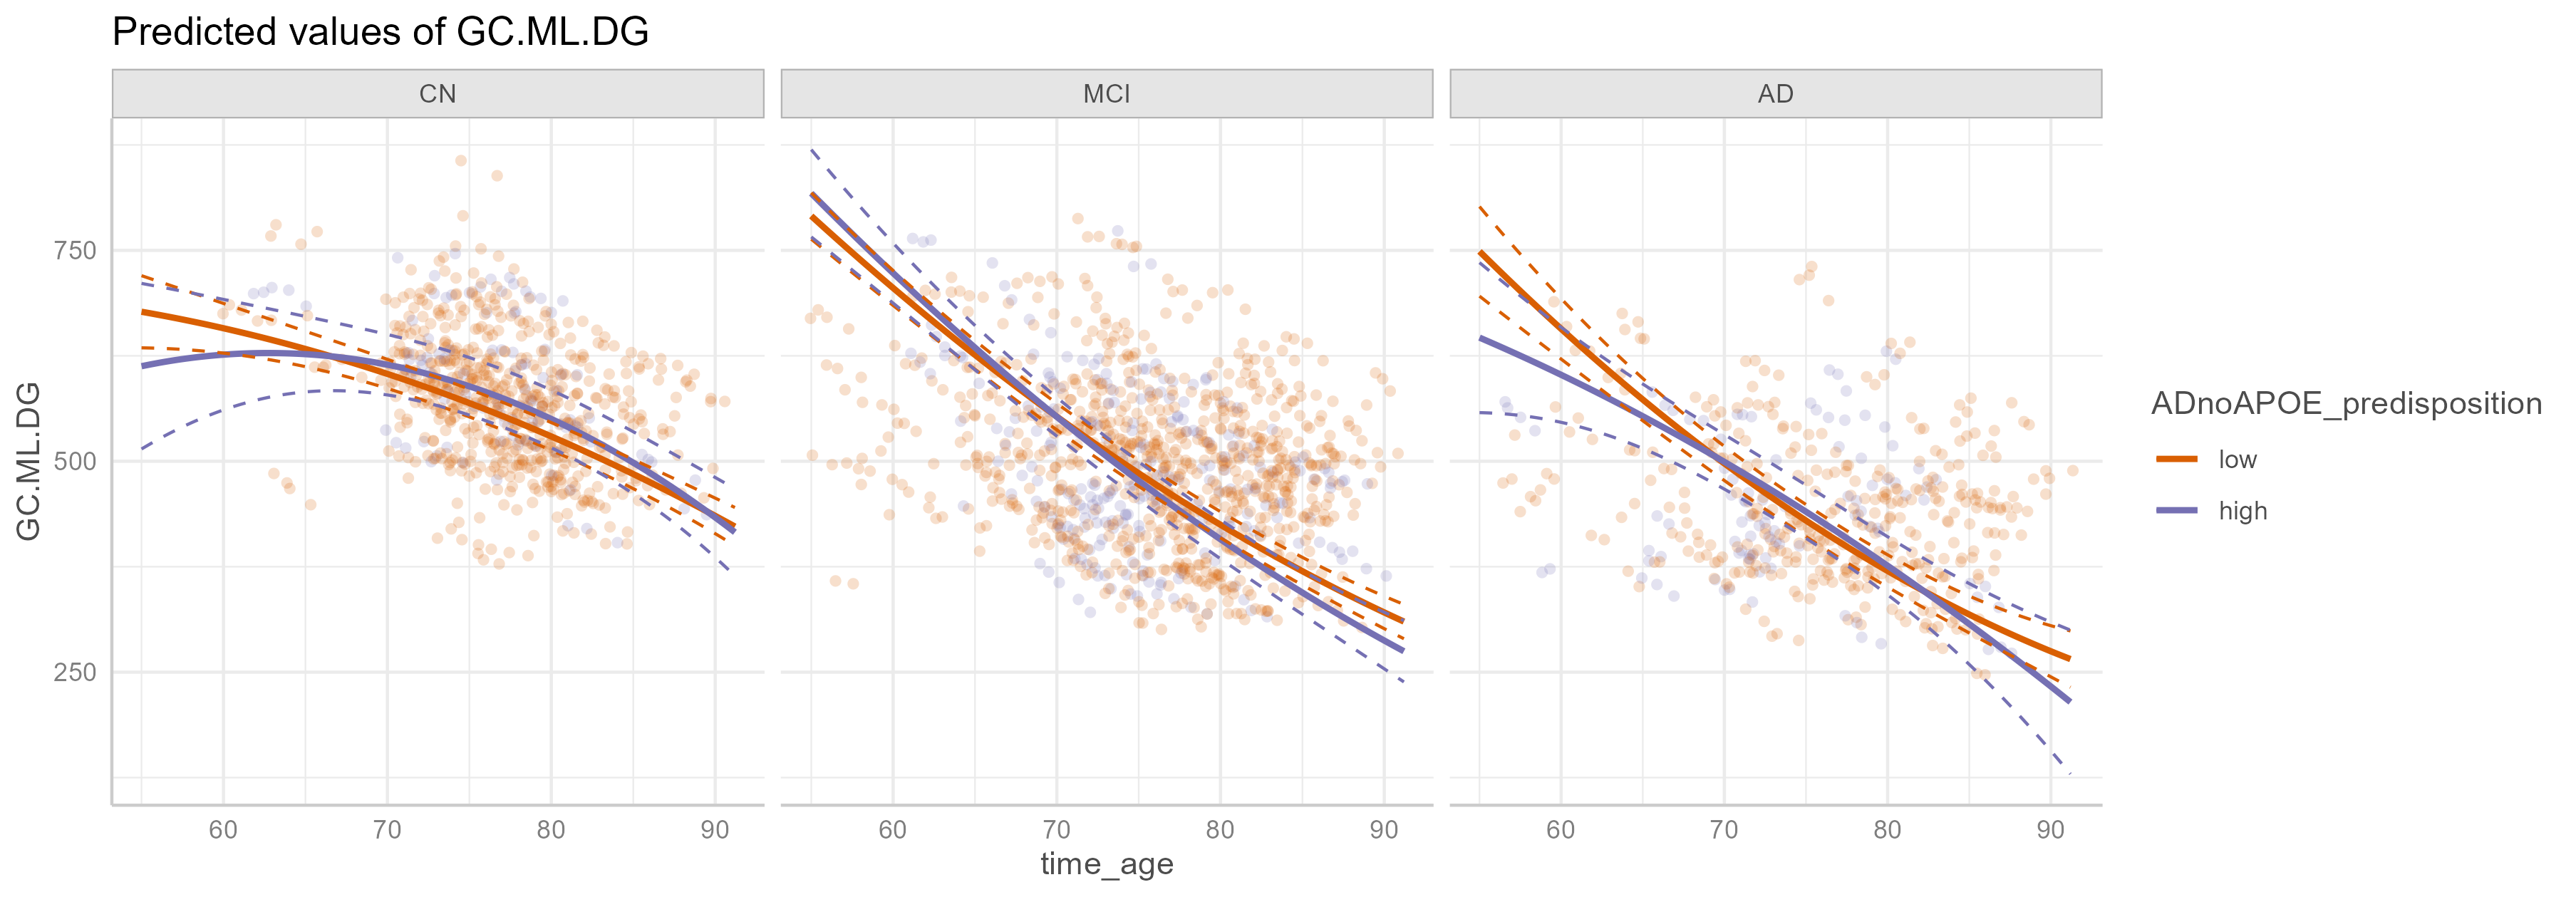 Predicted values of GC.ML.DG
CN
MCI
AD
750
500
250
GC.ML.DG
60 70 80 90
60 70 80 90
60 70 80 90
time_age
ADnoAPOE_predisposition
low
high